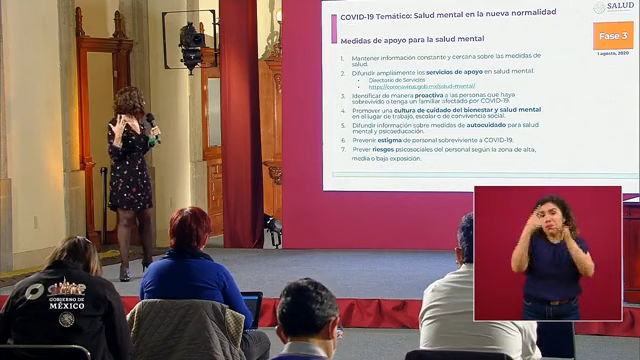 COVID-19 Temático: Salud mental en la nueva normalidad
SALUD
Fase 3
1 agosto, 2020
Medidas de apoyo para la salud mental
1. Mantener información constante y cercana sobre las medidas de
salud.
2. Difundir ampliamente los servicios de apoyo en salud mental.
• Directorio de Servicios
• https://coronavirus.gob.mx/salud-mental/
3. Identificar de manera proactiva a las personas que haya
sobrevivido o tenga un familiar afectado por COVID-19.
4. Promover una cultura de cuidado del bienestar y salud mental
en el lugar de trabajo, escolar o de convivencia social.
5. Difundir información sobre medidas de autocuidado para salud
mental y psicoeducación.
6. Prevenir estigma de personal sobreviviente a COVID-19.
7. Prever riesgos psicosociales del personal según la zona de alta,
media o baja exposición.
GOBIERNO DE
MÉXICO